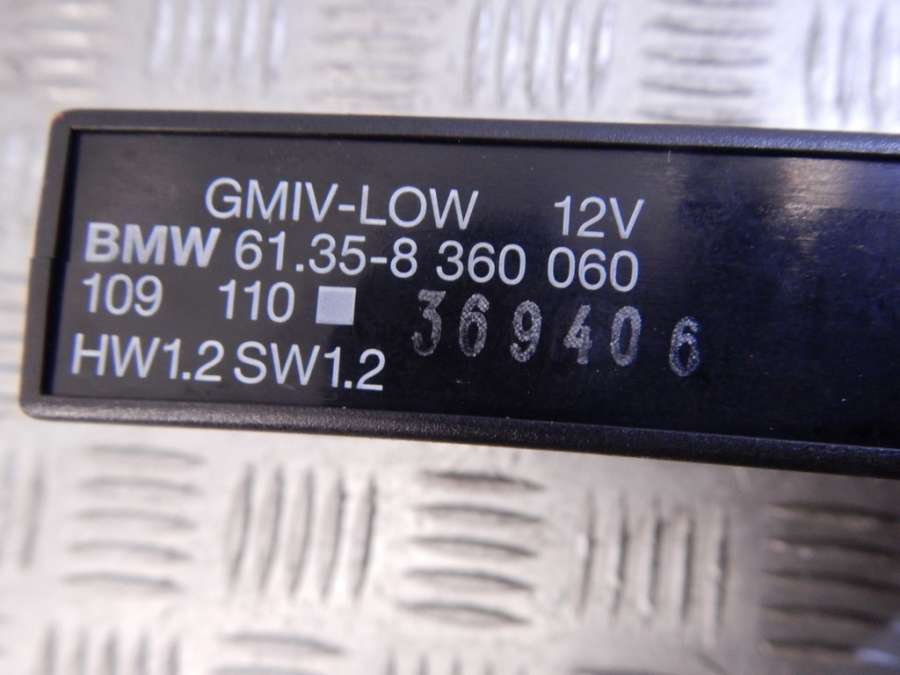 GMIV-LOW 12V
BMW 61.35-8 360 060
109 110 369406
HW1.2 SW1.2